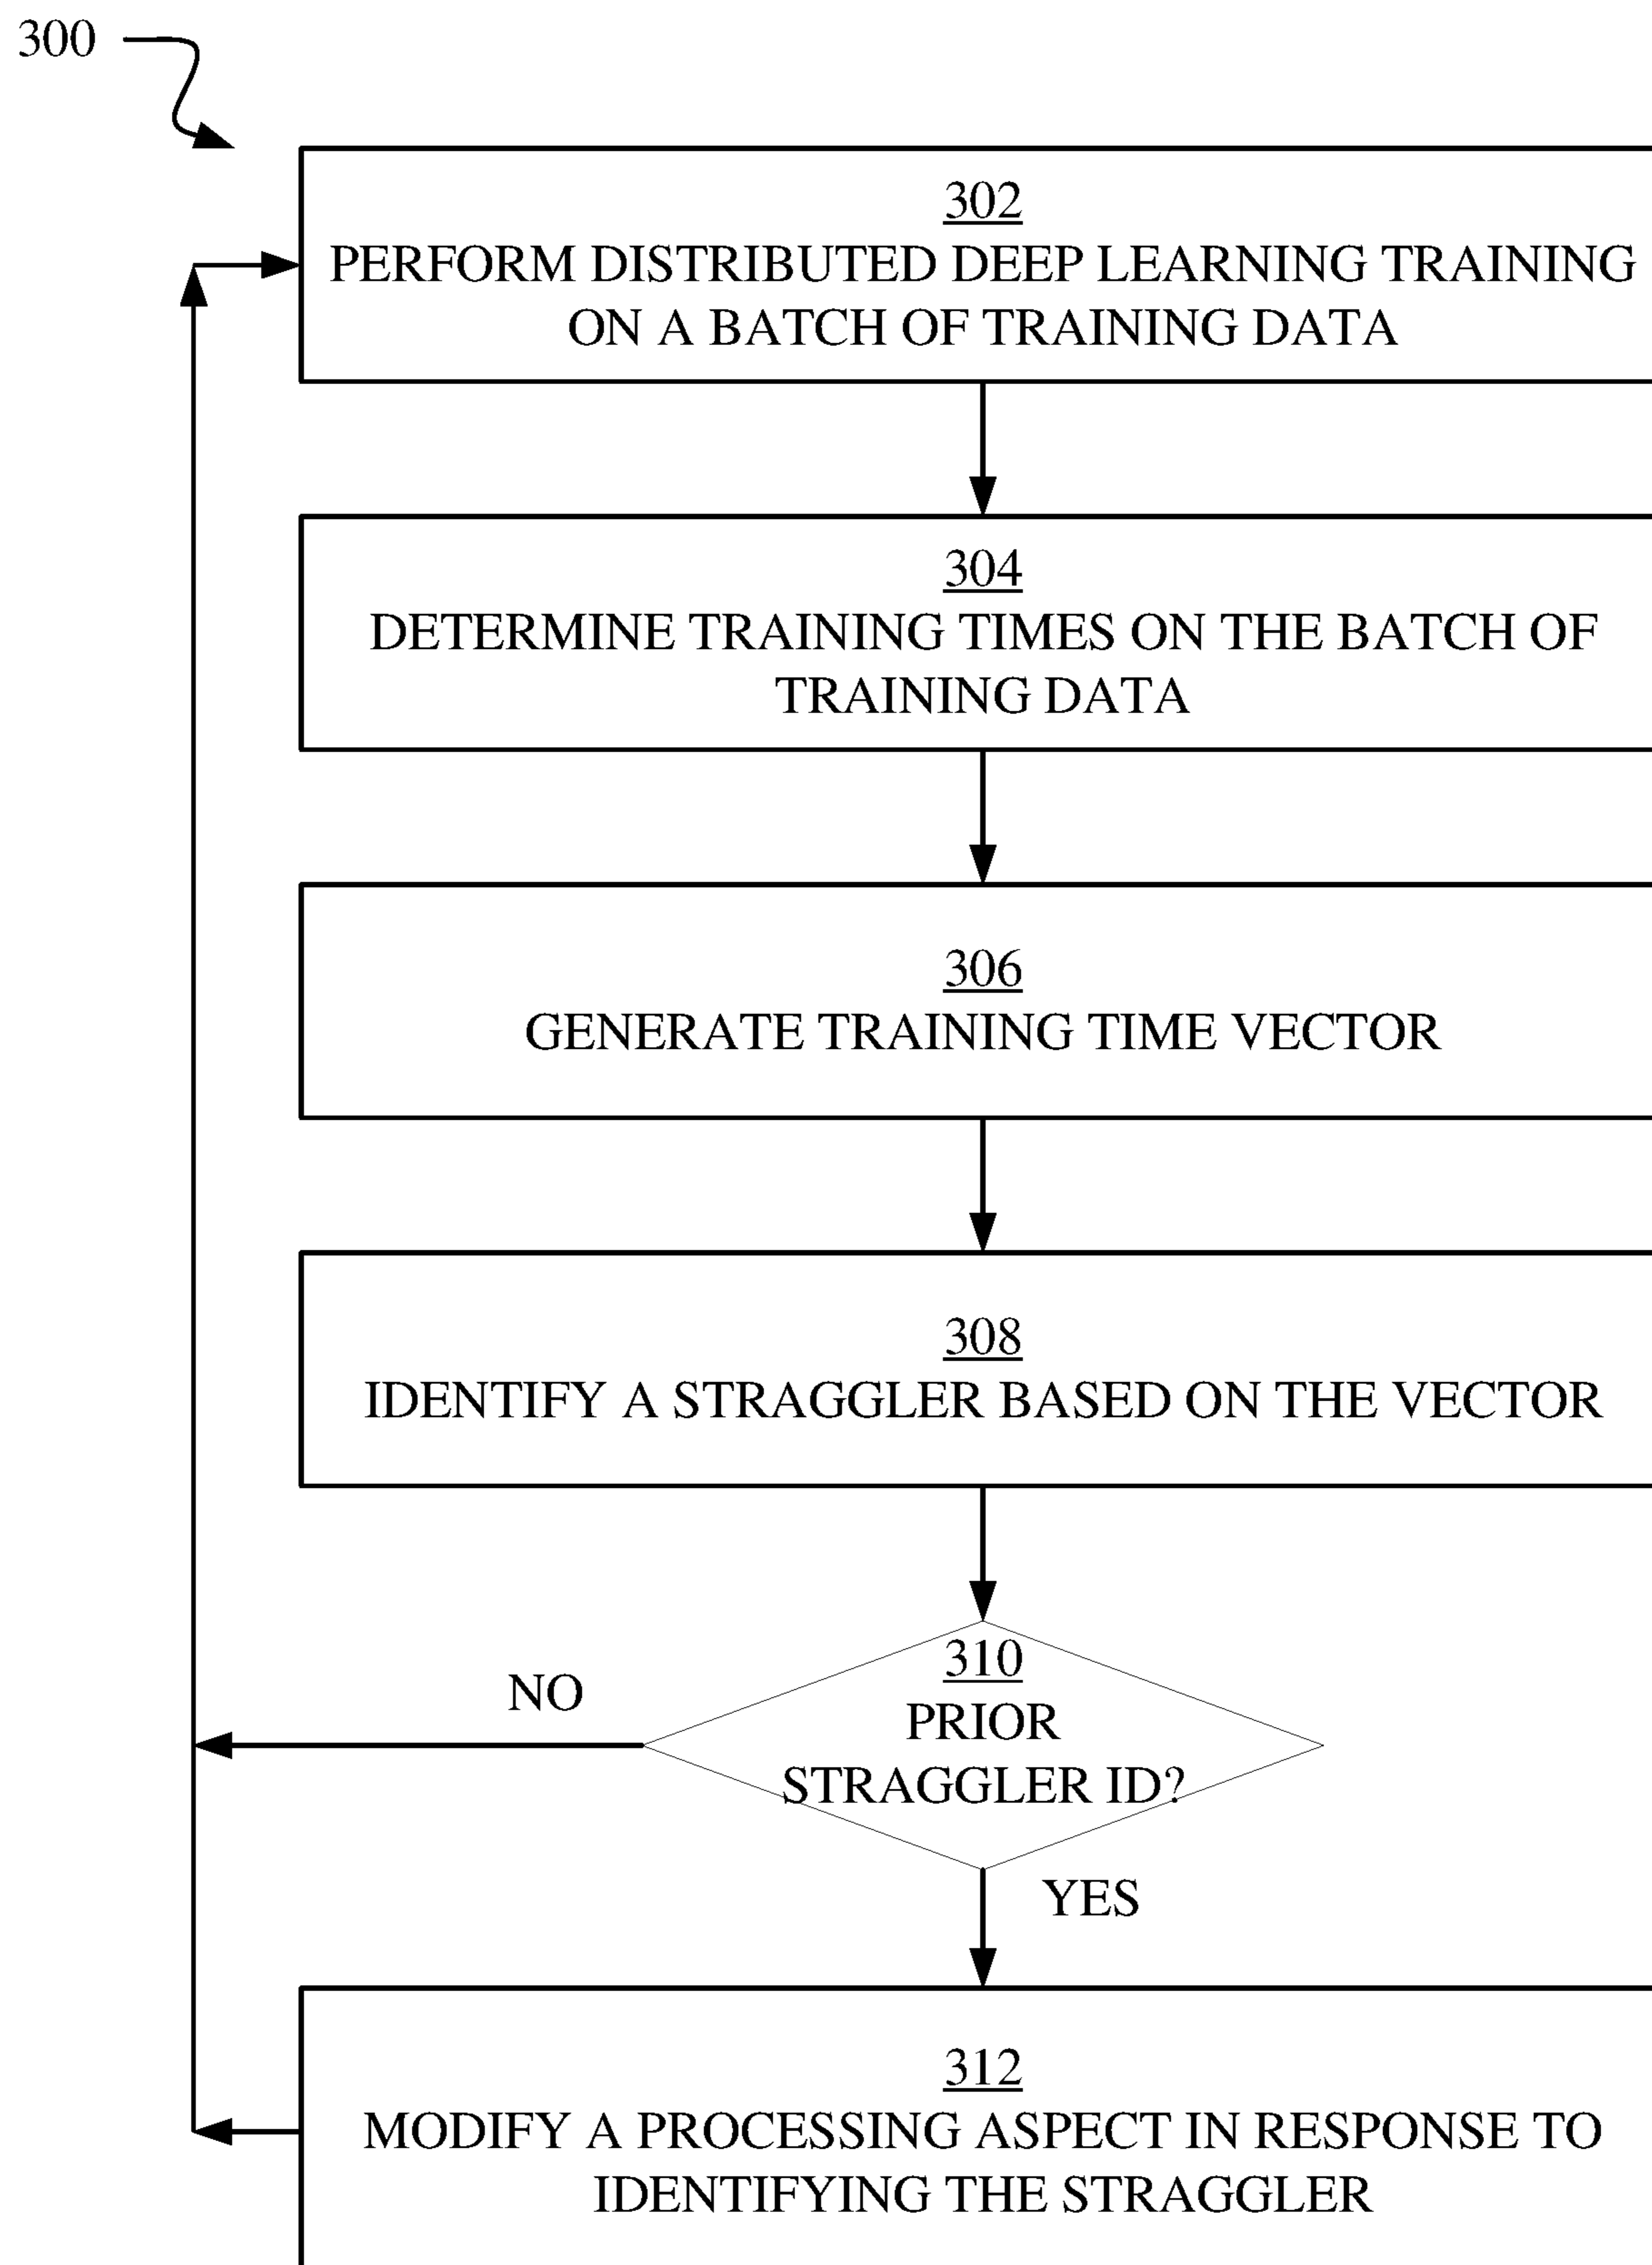 300
302
PERFORM DISTRIBUTED DEEP LEARNING TRAINING
ON A BATCH OF TRAINING DATA
304
DETERMINE TRAINING TIMES ON THE BATCH OF
TRAINING DATA
306
GENERATE TRAINING TIME VECTOR
308
IDENTIFY A STRAGGLER BASED ON THE VECTOR
310
PRIOR
STRAGGLER ID?
NO
YES
312
MODIFY A PROCESSING ASPECT IN RESPONSE TO
IDENTIFYING THE STRAGGLER